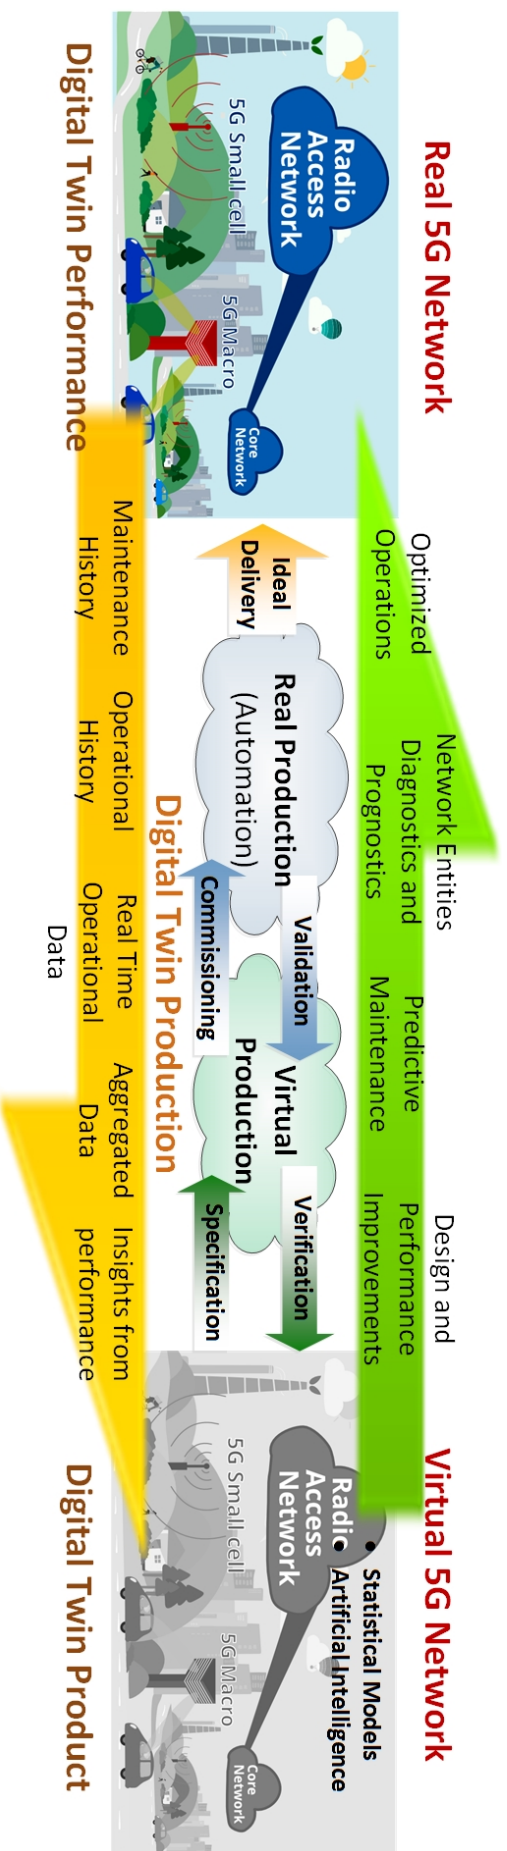 Real 5G Network
Virtual 5G Network
Radio
Access
Network
5G Small cell
5G Macro
Core
Network
Optimized
Operations
Network Entities
Diagnostics and
Prognostics
Predictive
Maintenance
Design and
Performance
Improvements
Ideal
Delivery
Real Production
(Automation)
Validation
Commissioning
Virtual
Production
Verification
Specification
Digital Twin Production
• Statistical Models
• Artificial Intelligence
Radio
Access
Network
5G Small cell
5G Macro
Core
Network
Maintenance
History
Operational
History
Real Time
Operational
Data
Aggregated
Data
Insights from
performance
Digital Twin Performance
Digital Twin Product